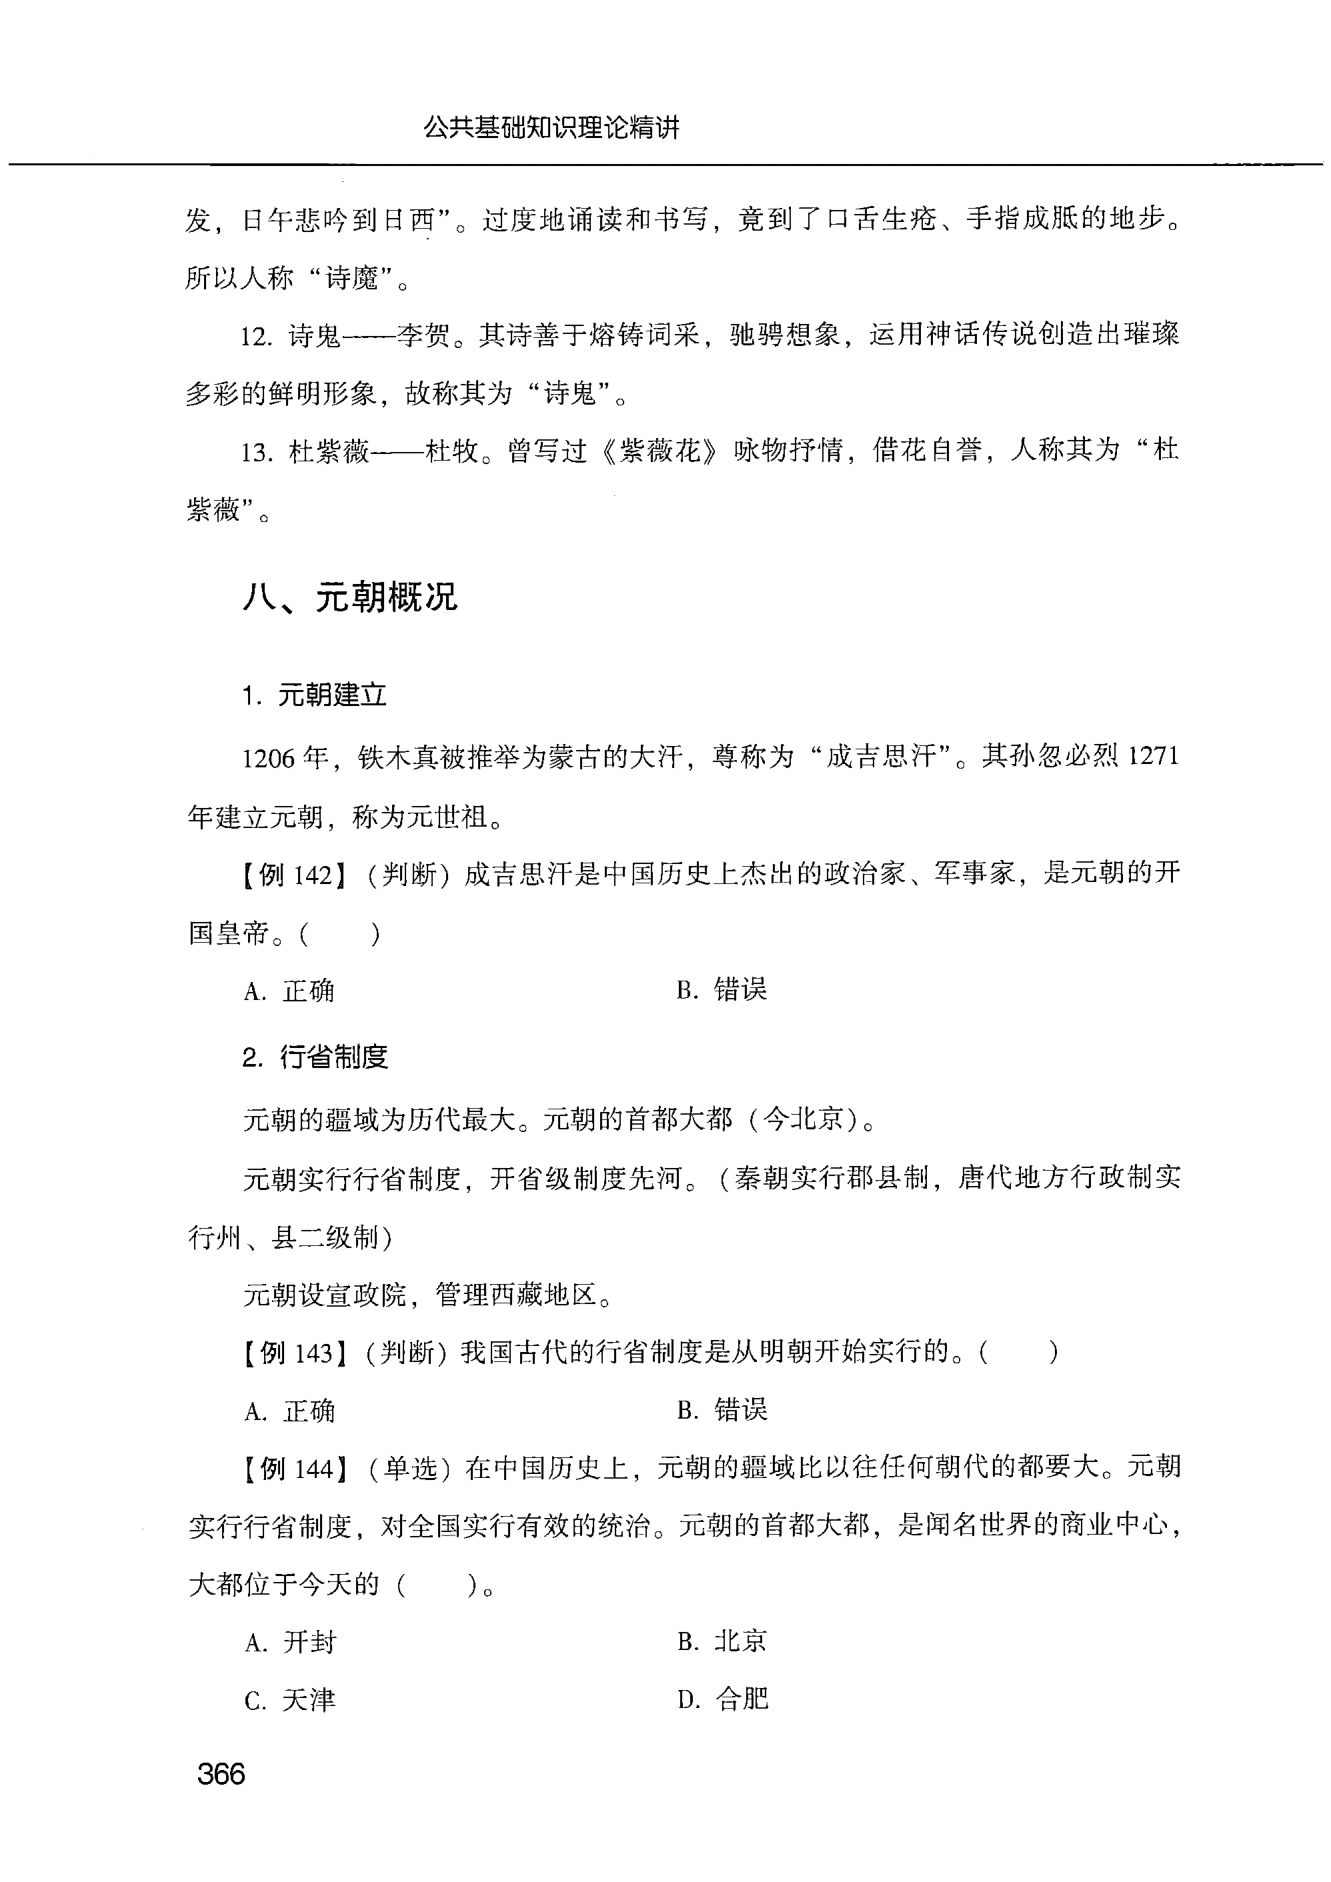 公共基础知识理论精讲
发，日午悲吟到日西”。过度地诵读和书写，竟到了口舌生疮、手指成胝的地步。
所以人称“诗魔”。
12. 诗鬼——李贺。其诗善于熔铸词采，驰骋想象，运用神话传说创造出璀璨
多彩的鲜明形象，故称其为“诗鬼”。
13. 杜紫薇——杜牧。曾写过《紫薇花》咏物抒情，借花自誉，人称其为“杜
紫薇”。
八、元朝概况
1. 元朝建立
1206年，铁木真被推举为蒙古的大汗，尊称为“成吉思汗”。其孙忽必烈1271
年建立元朝，称为元世祖。
【例 142】（判断）成吉思汗是中国历史上杰出的政治家、军事家，是元朝的开
国皇帝。（　　）
A. 正确　　B. 错误
2. 行省制度
元朝的疆域为历代最大。元朝的首都大都（今北京）。
元朝实行行省制度，开省级制度先河。（秦朝实行郡县制，唐代地方行政制实
行州、县二级制）
元朝设宣政院，管理西藏地区。
【例 143】（判断）我国古代的行省制度是从明朝开始实行的。（　　）
A. 正确　　B. 错误
【例 144】（单选）在中国历史上，元朝的疆域比以往任何朝代的都要大。元朝
实行行省制度，对全国实行有效的统治。元朝的首都大都，是闻名世界的商业中心，
大都位于今天的（　　）。
A. 开封　　B. 北京
C. 天津　　D. 合肥
366